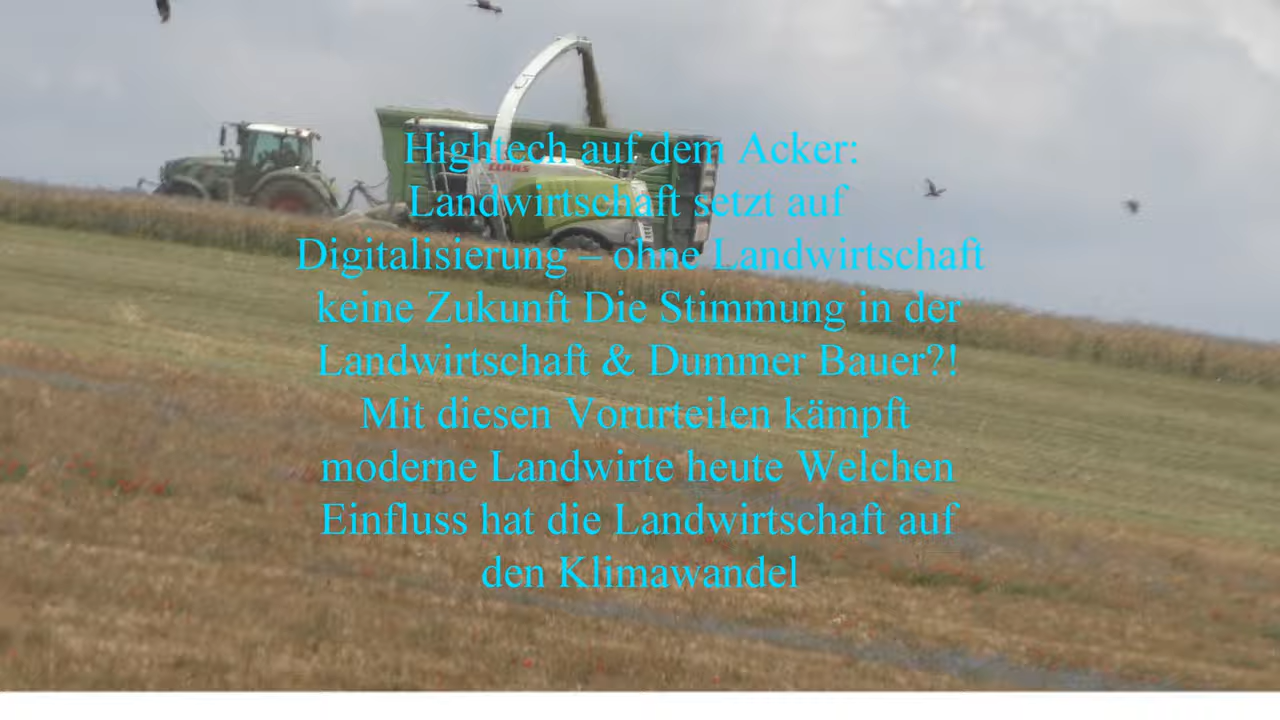 CLAAS
Hightech auf dem Acker:
Landwirtschaft setzt auf
Digitalisierung – ohne Landwirtschaft
keine Zukunft Die Stimmung in der
Landwirtschaft & Dummer Bauer?!
Mit diesen Vorurteilen kämpft
moderne Landwirte heute Welchen
Einfluss hat die Landwirtschaft auf
den Klimawandel